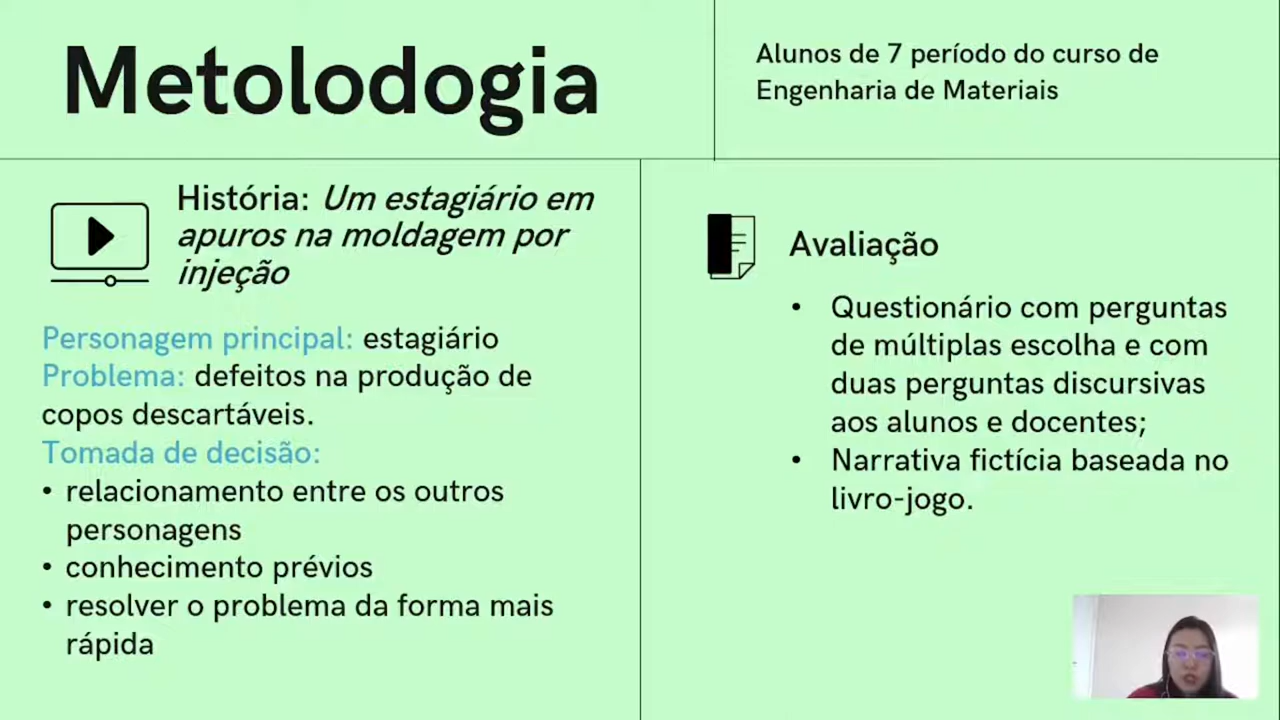 Metolodogia
Alunos de 7 período do curso de
Engenharia de Materiais
História: Um estagiário em
apuros na moldagem por
injeção
Personagem principal: estagiário
Problema: defeitos na produção de
copos descartáveis.
Tomada de decisão:
• relacionamento entre os outros
personagens
• conhecimento prévios
• resolver o problema da forma mais
rápida
Avaliação
• Questionário com perguntas
de múltiplas escolha e com
duas perguntas discursivas
aos alunos e docentes;
• Narrativa fictícia baseada no
livro-jogo.